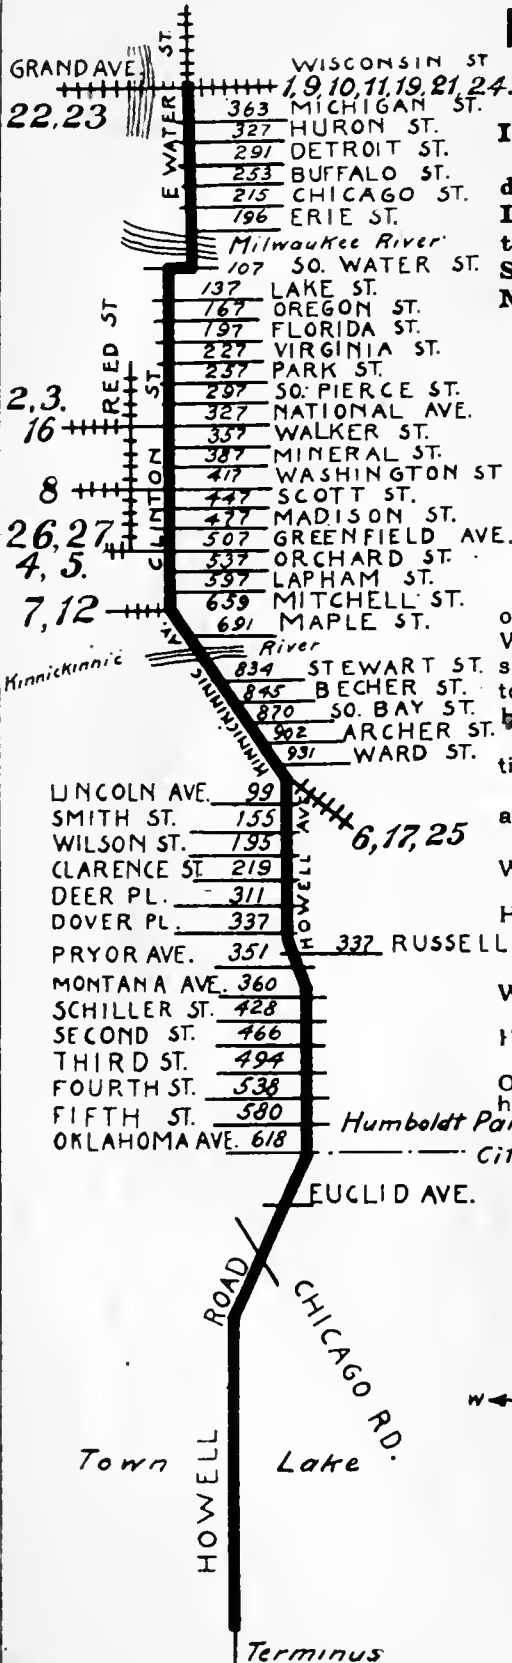 WISCONSIN ST
GRAND AVE.
1, 9, 10, 11, 19, 21, 24.
22, 23
E WATER ST.
363 MICHIGAN ST.
327 HURON ST.
291 DETROIT ST.
253 BUFFALO ST.
215 CHICAGO ST.
196 ERIE ST.
Milwaukee River
107 SO. WATER ST.
137 LAKE ST.
167 OREGON ST.
197 FLORIDA ST.
227 VIRGINIA ST.
257 PARK ST.
297 SO. PIERCE ST.
327 NATIONAL AVE.
357 WALKER ST.
387 MINERAL ST.
417 WASHINGTON ST
447 SCOTT ST.
477 MADISON ST.
507 GREENFIELD AVE.
537 ORCHARD ST.
597 LAPHAM ST.
659 MITCHELL ST.
691 MAPLE ST.
REED ST
CLINTON ST.
2, 3.
16
8
26, 27
4, 5.
7, 12
Kinnickinnic River
KINNICKINNIC AV.
834 STEWART ST.
845 BECHER ST.
870 SO. BAY ST.
902 ARCHER ST.
931 WARD ST.
6, 17, 25
HOWELL AVE
LINCOLN AVE. 99
SMITH ST. 155
WILSON ST. 195
CLARENCE ST. 219
DEER PL. 311
DOVER PL. 337
PRYOR AVE. 351
337 RUSSELL
MONTANA AVE. 360
SCHILLER ST. 428
SECOND ST. 466
THIRD ST. 494
FOURTH ST. 538
FIFTH ST. 580
Humboldt Par
OKLAHOMA AVE. 618
Cit
EUCLID AVE.
HOWELL ROAD
CHICAGO RD.
W
Town Lake
Terminus